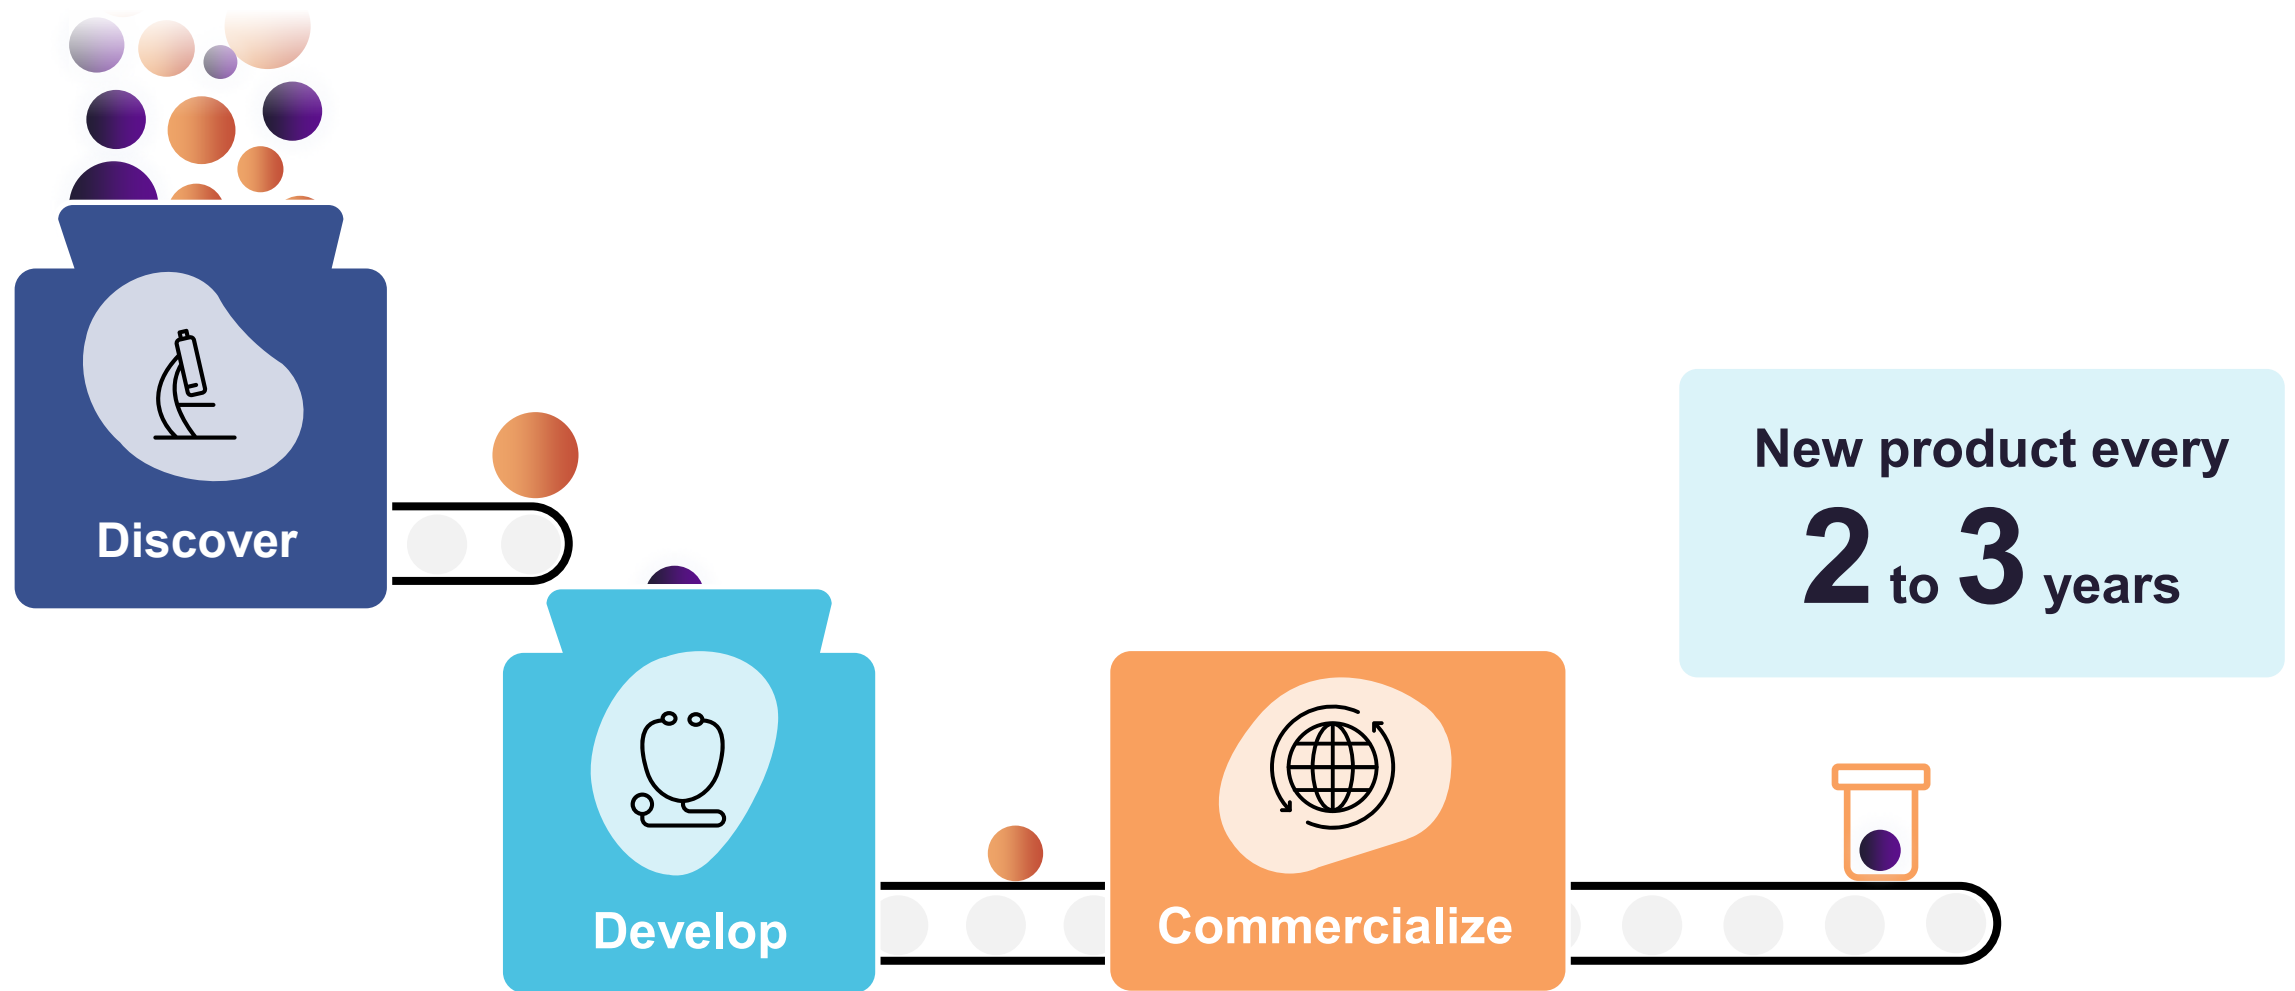 Discover
Develop
Commercialize
New product every
2 to 3 years